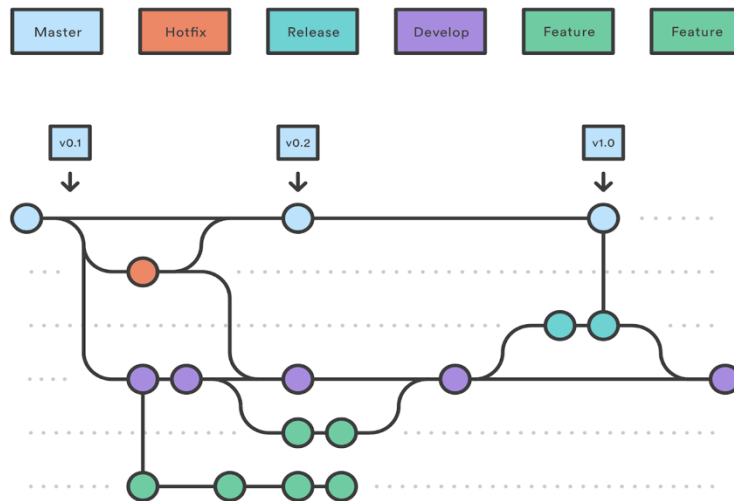 Master
Hotfix
Release
Develop
Feature
Feature
v0.1
v0.2
v1.0